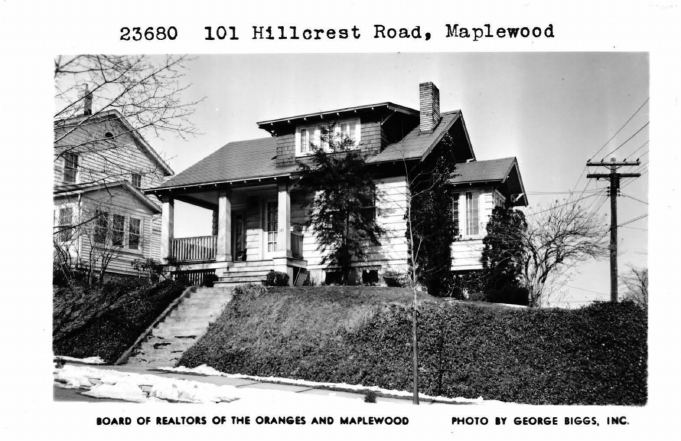 23680 101 Hillcrest Road, Maplewood
BOARD OF REALTORS OF THE ORANGES AND MAPLEWOOD PHOTO BY GEORGE BIGGS, INC.